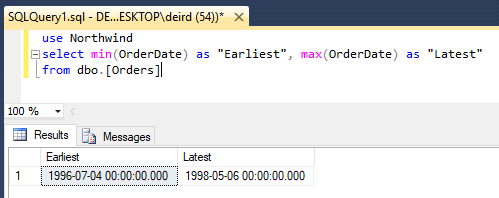 SQLQuery1.sql - DE...ESKTOP\deird (54))*
use Northwind
select min(OrderDate) as "Earliest", max(OrderDate) as "Latest"
from dbo.[Orders]
100 %
Results
Messages
Earliest Latest
1 1996-07-04 00:00:00.000 1998-05-06 00:00:00.000